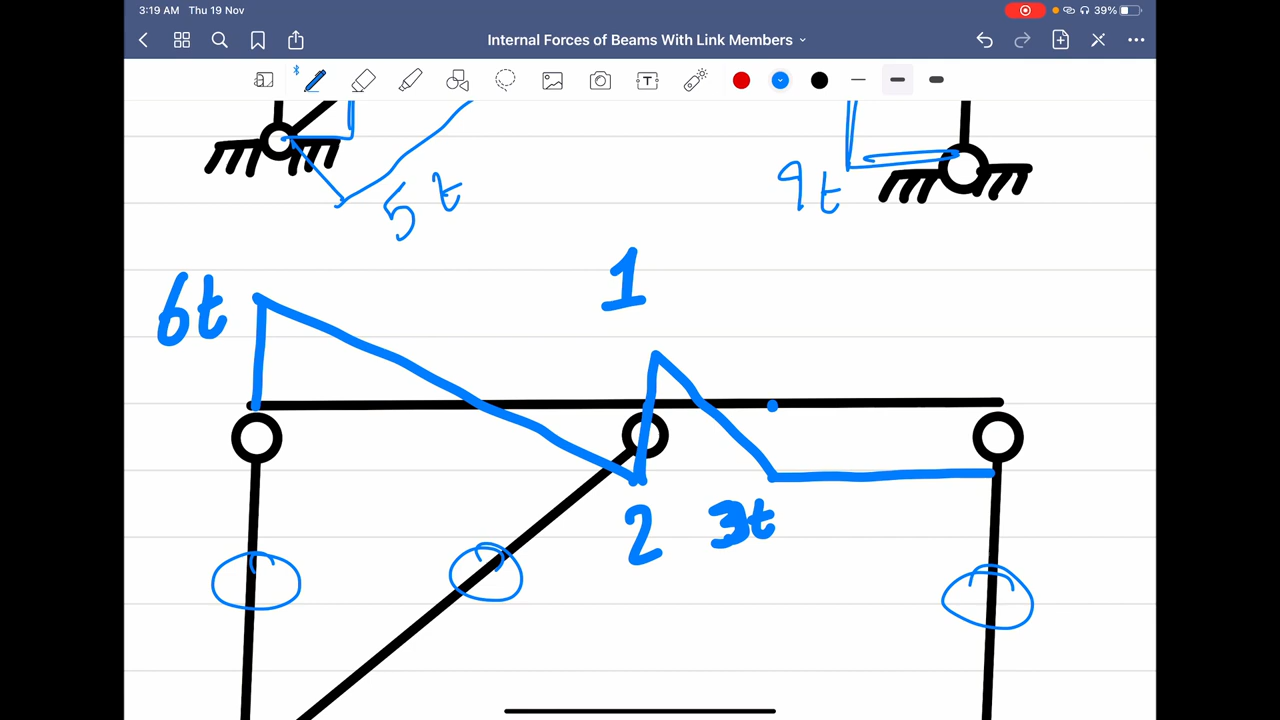 3:19 AM Thu 19 Nov
39%
Internal Forces of Beams With Link Members
T
5t
9t
6t
1
2
3t